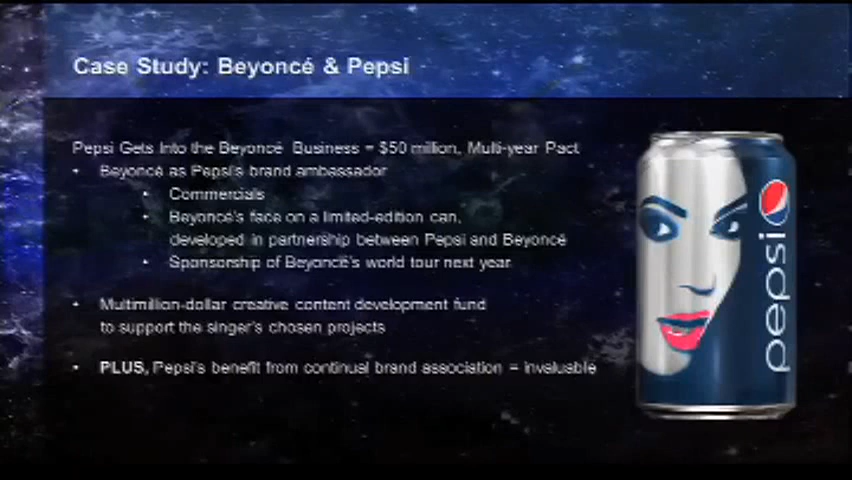 Case Study: Beyoncé & Pepsi
Pepsi Gets Into the Beyoncé Business = $50 million, Multi-year Pact
• Beyoncé as Pepsi's brand ambassador
• Commercials
• Beyoncé's face on a limited-edition can,
developed in partnership between Pepsi and Beyoncé
• Sponsorship of Beyoncé's world tour next year
• Multimillion-dollar creative content development fund
to support the singer's chosen projects
• PLUS, Pepsi's benefit from continual brand association = invaluable
pepsi